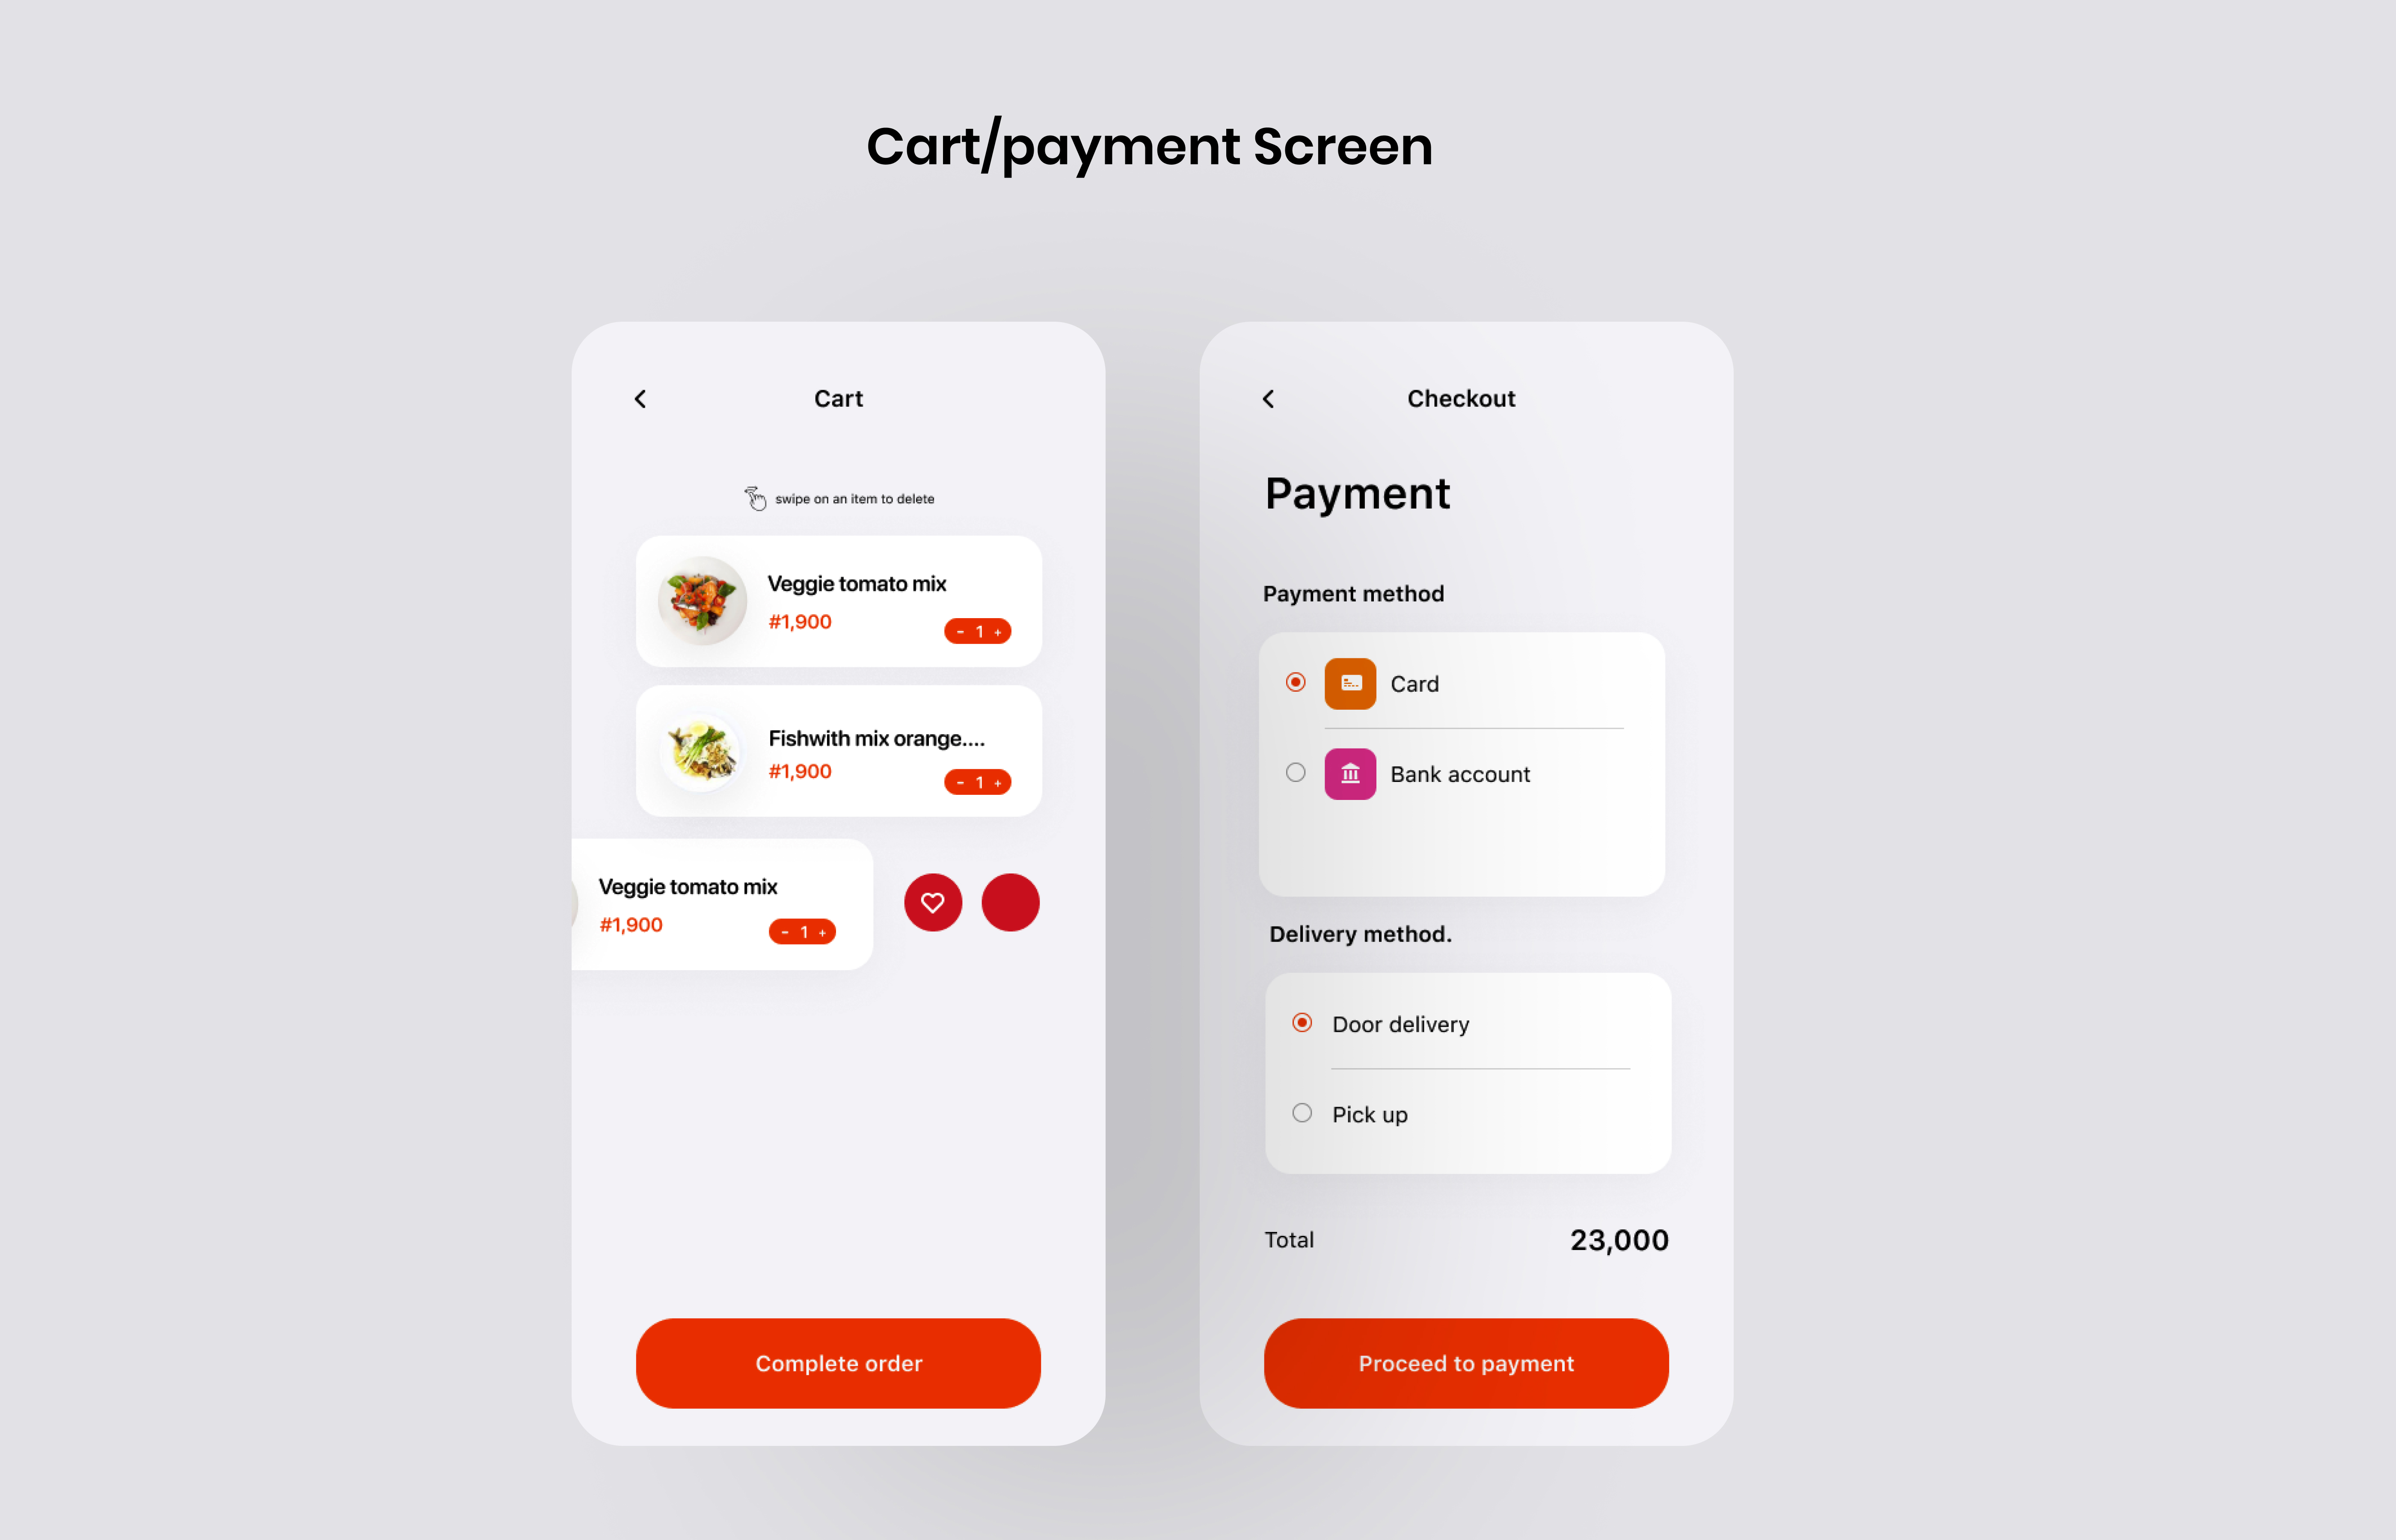 Cart/payment Screen
Cart
swipe on an item to delete
Veggie tomato mix
#1,900
- 1 +
Fishwith mix orange....
#1,900
- 1 +
Veggie tomato mix
#1,900
- 1 +
Complete order
Checkout
Payment
Payment method
Card
Bank account
Delivery method.
Door delivery
Pick up
Total 23,000
Proceed to payment